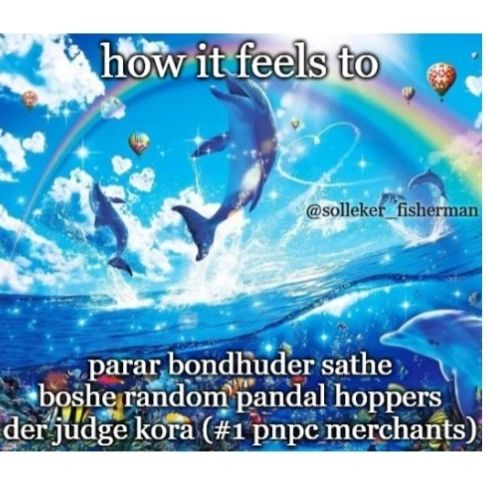 how it feels to
@solleker_fisherman
parar bondhuder sathe
boshe random pandal hoppers
der judge kora (#1 pnpc merchants)